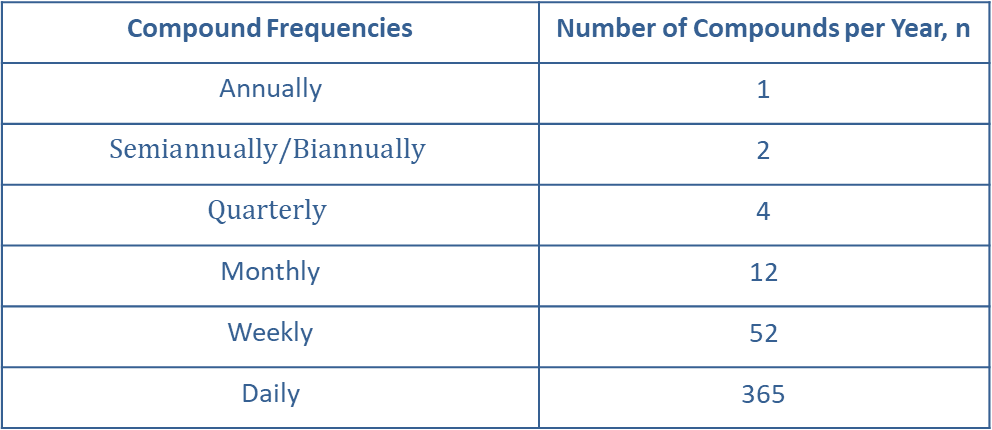 Compound Frequencies Number of Compounds per Year, n
Annually 1
Semiannually/Biannually 2
Quarterly 4
Monthly 12
Weekly 52
Daily 365